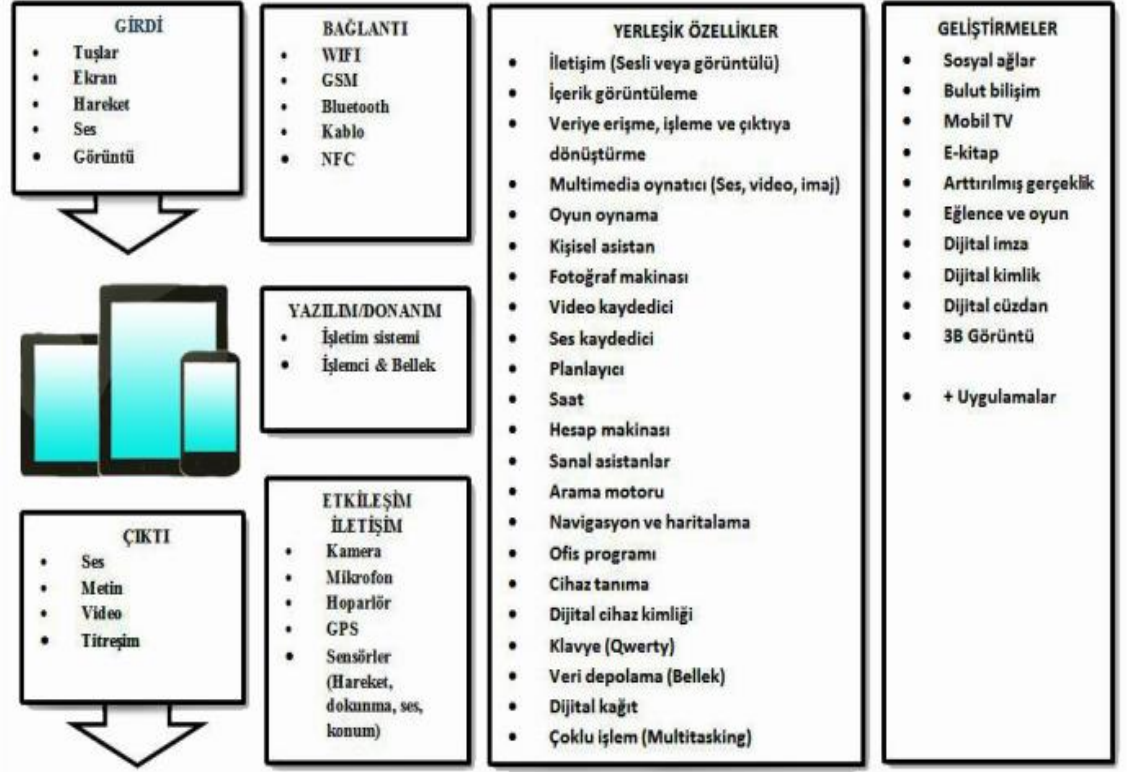 GİRDİ
Tuşlar
Ekran
Hareket
Ses
Görüntü
BAĞLANTI
WIFI
GSM
Bluetooth
Kablo
NFC
YAZILIM/DONANIM
İşletim sistemi
İşlemci & Bellek
ÇIKTI
Ses
Metin
Video
Titreşim
ETKİLEŞİM
İLETİŞİM
Kamera
Mikrofon
Hoparlör
GPS
Sensörler
(Hareket,
dokunma, ses,
konum)
YERLEŞİK ÖZELLİKLER
İletişim (Sesli veya görüntülü)
İçerik görüntüleme
Veriye erişme, işleme ve çıktıya
dönüştürme
Multimedia oynatıcı (Ses, video, imaj)
Oyun oynama
Kişisel asistan
Fotoğraf makinası
Video kaydedici
Ses kaydedici
Planlayıcı
Saat
Hesap makinası
Sanal asistanlar
Arama motoru
Navigasyon ve haritalama
Ofis programı
Cihaz tanıma
Dijital cihaz kimliği
Klavye (Qwerty)
Veri depolama (Bellek)
Dijital kağıt
Çoklu işlem (Multitasking)
GELİŞTİRMELER
Sosyal ağlar
Bulut bilişim
Mobil TV
E-kitap
Arttırılmış gerçeklik
Eğlence ve oyun
Dijital imza
Dijital kimlik
Dijital cüzdan
3B Görüntü
+ Uygulamalar